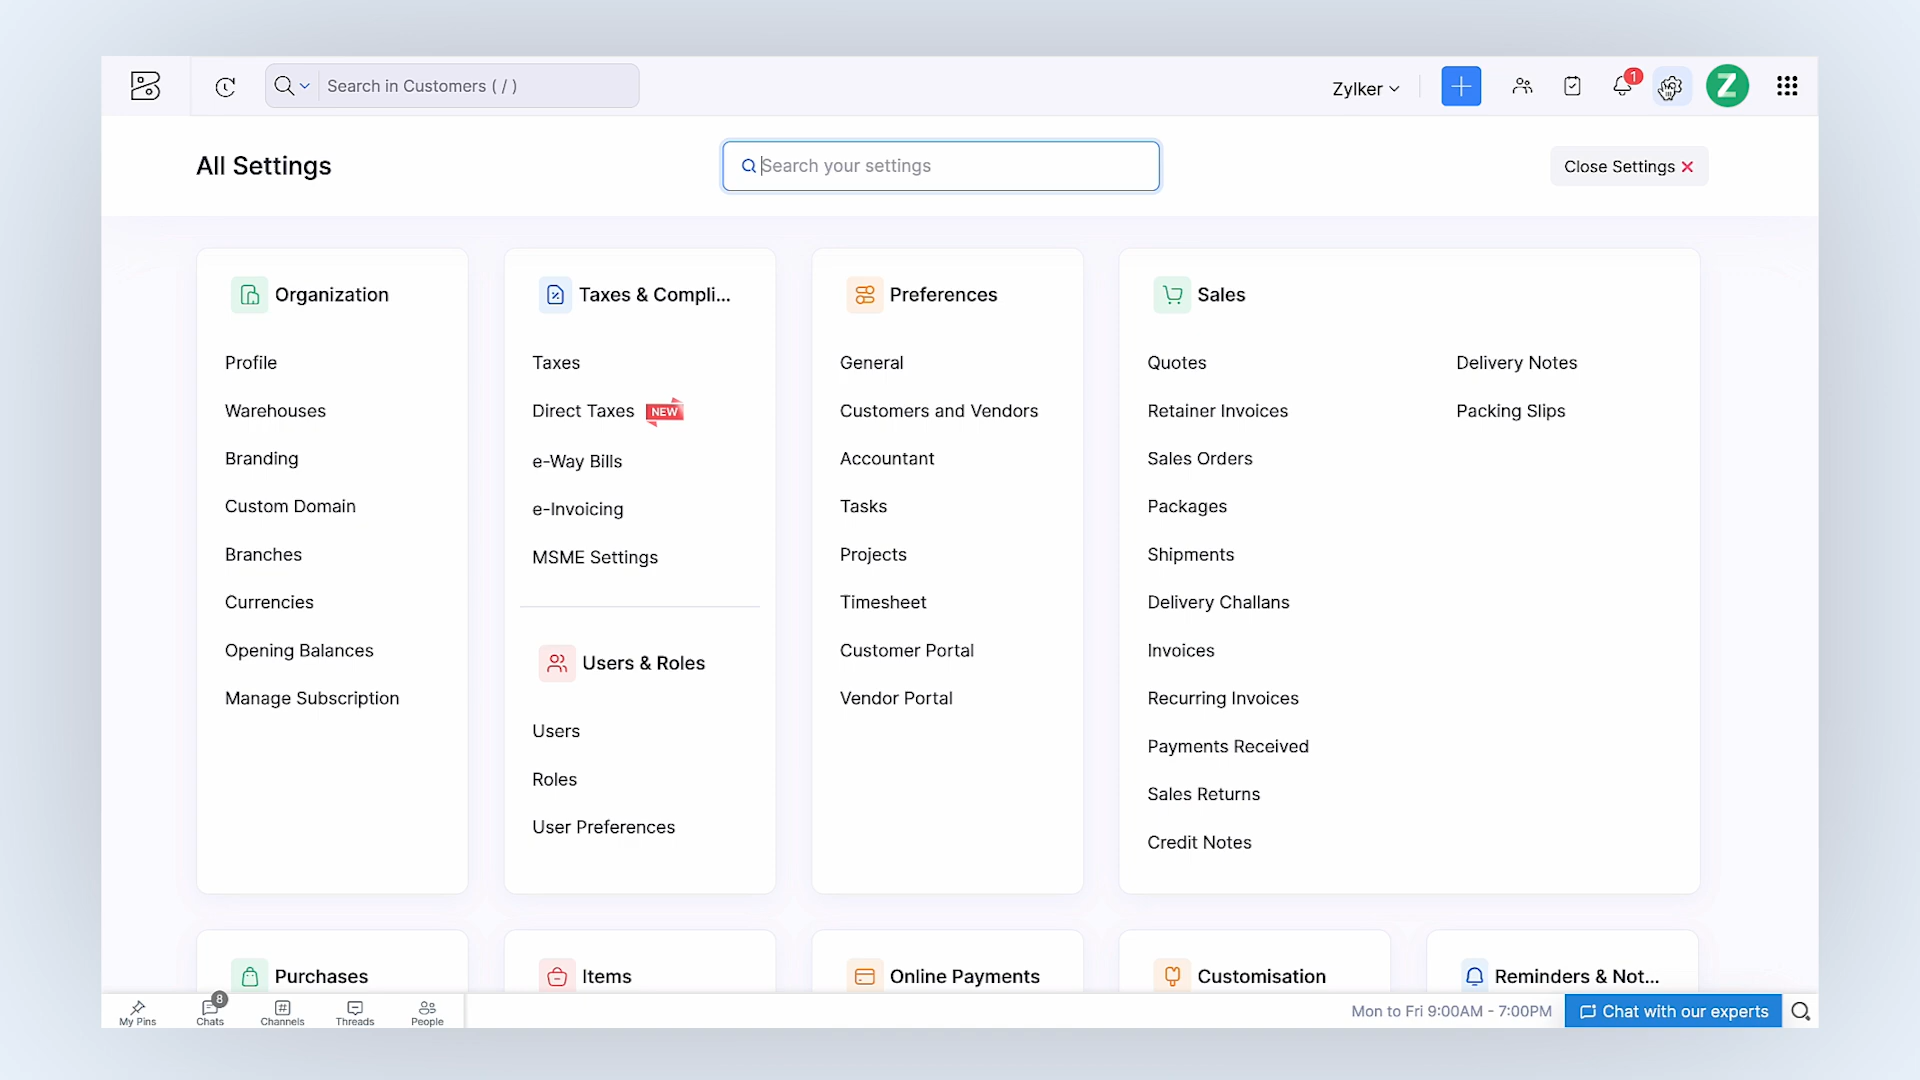 Search in Customers ( / )
Zylker
1
Z
All Settings
Search your settings
Close Settings
Organization
Profile
Warehouses
Branding
Custom Domain
Branches
Currencies
Opening Balances
Manage Subscription
Taxes & Compli...
Taxes
Direct Taxes NEW
e-Way Bills
e-Invoicing
MSME Settings
Users & Roles
Users
Roles
User Preferences
Preferences
General
Customers and Vendors
Accountant
Tasks
Projects
Timesheet
Customer Portal
Vendor Portal
Sales
Quotes
Retainer Invoices
Sales Orders
Packages
Shipments
Delivery Challans
Invoices
Recurring Invoices
Payments Received
Sales Returns
Credit Notes
Delivery Notes
Packing Slips
Purchases
Items
Online Payments
Customisation
Reminders & Not...
My Pins
8
Chats
Channels
Threads
People
Mon to Fri 9:00AM - 7:00PM
Chat with our experts